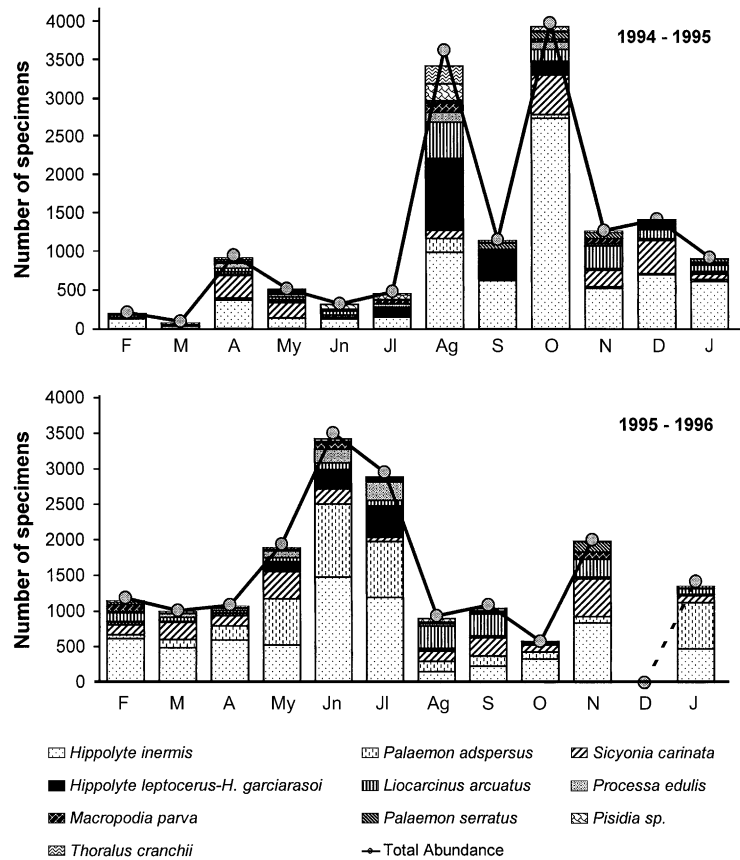 4000
3500
3000
2500
2000
1500
1000
500
0
Number of specimens
1994 - 1995
F M A My Jn Jl Ag S O N D J
4000
3500
3000
2500
2000
1500
1000
500
0
Number of specimens
1995 - 1996
F M A My Jn Jl Ag S O N D J
Hippolyte inermis Palaemon adspersus Sicyonia carinata
Hippolyte leptocerus-H. garciarasoi Liocarcinus arcuatus Processa edulis
Macropodia parva Palaemon serratus Pisidia sp.
Thoralus cranchii Total Abundance